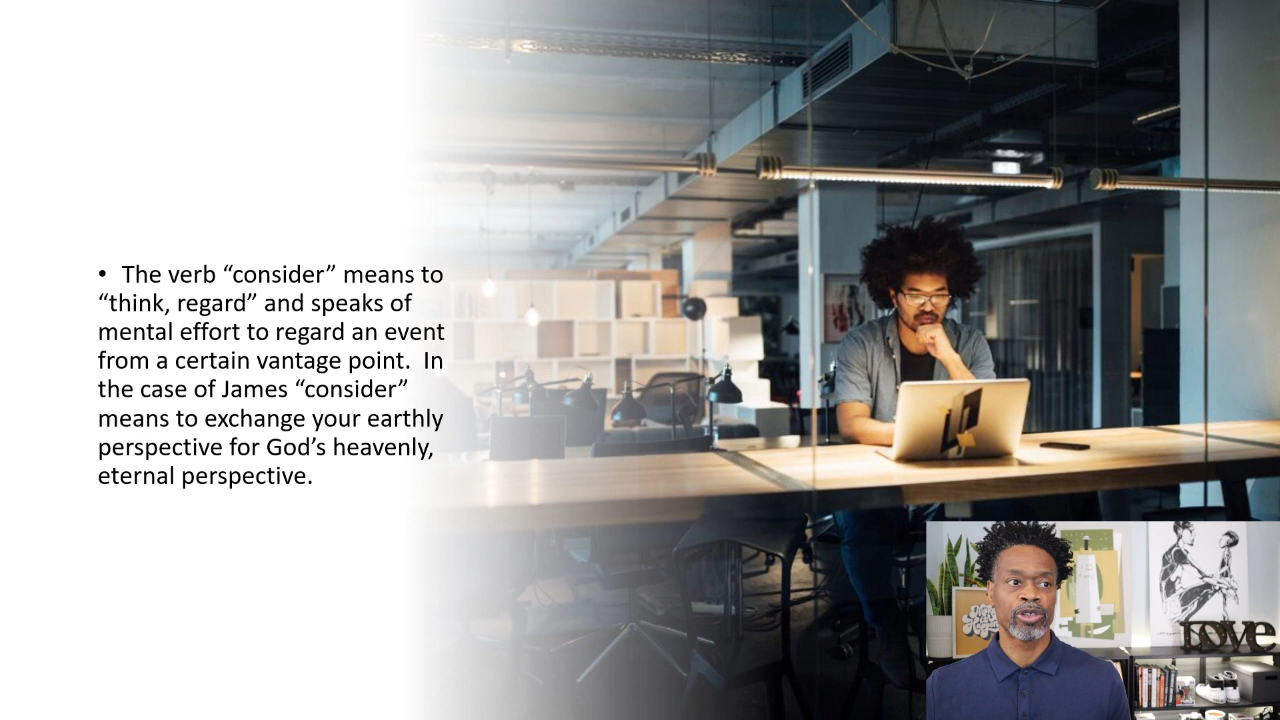 • The verb “consider” means to
“think, regard” and speaks of
mental effort to regard an event
from a certain vantage point.  In
the case of James “consider”
means to exchange your earthly
perspective for God’s heavenly,
eternal perspective.
love